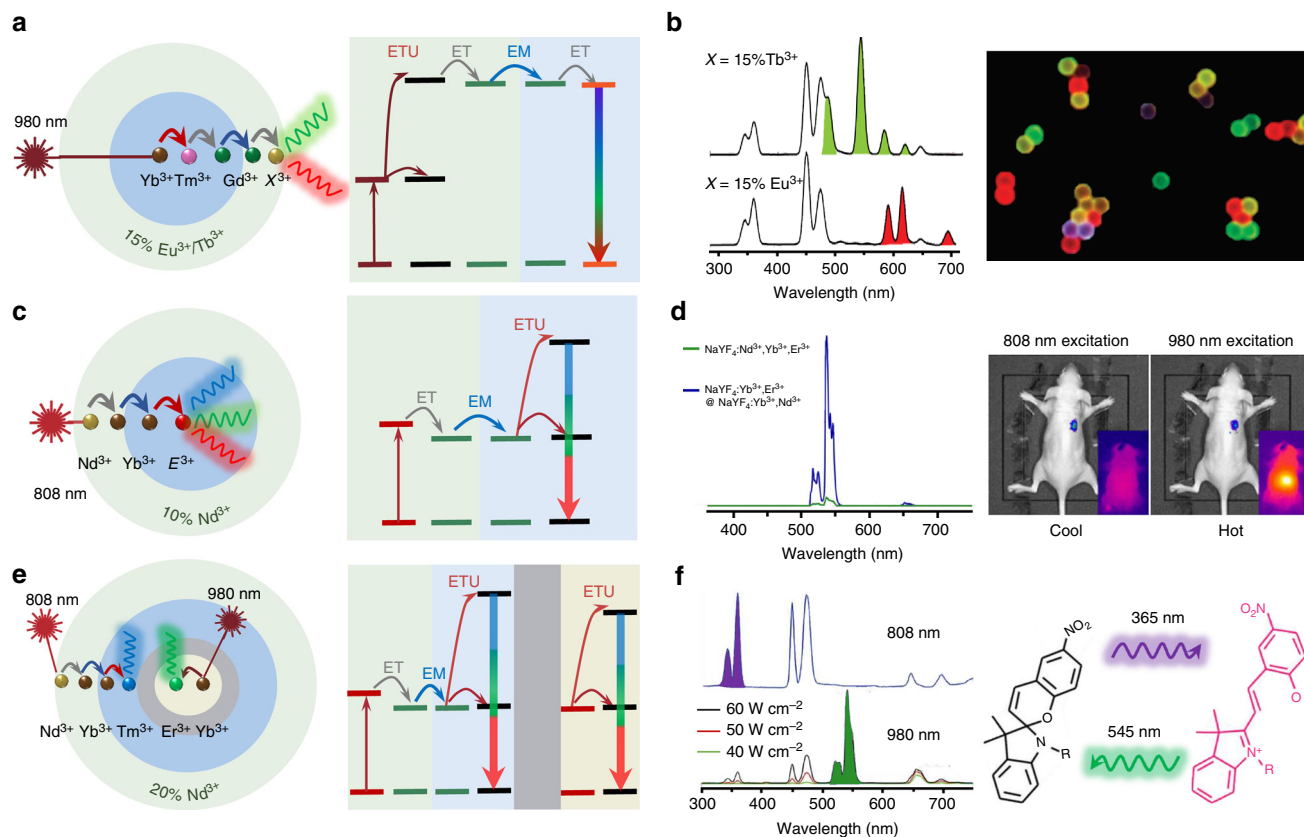 a
980 nm
Yb³⁺ Tm³⁺ Gd³⁺ X³⁺
15% Eu³⁺/Tb³⁺
ETU
ET
EM
ET
b
X = 15%Tb³⁺
X = 15% Eu³⁺
300 400 500 600 700
Wavelength (nm)
c
Nd³⁺ Yb³⁺ E³⁺
808 nm
10% Nd³⁺
ET
EM
ETU
d
NaYF₄:Nd³⁺,Yb³⁺,Er³⁺
NaYF₄:Yb³⁺,Er³⁺
@ NaYF₄:Yb³⁺,Nd³⁺
400 500 600 700
Wavelength (nm)
808 nm excitation
980 nm excitation
Cool
Hot
e
808 nm
980 nm
Nd³⁺ Yb³⁺ Tm³⁺ Er³⁺ Yb³⁺
20% Nd³⁺
ET
EM
ETU
ETU
f
808 nm
60 W cm⁻²
50 W cm⁻²
40 W cm⁻²
980 nm
300 400 500 600 700
Wavelength (nm)
NO₂
O
N
R
365 nm
545 nm
O₂N
O
N⁺
R